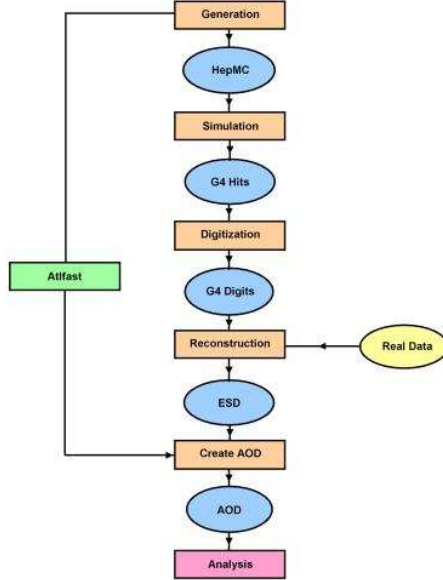 Generation
HepMC
Simulation
G4 Hits
Digitization
Atlfast
G4 Digits
Reconstruction
Real Data
ESD
Create AOD
AOD
Analysis